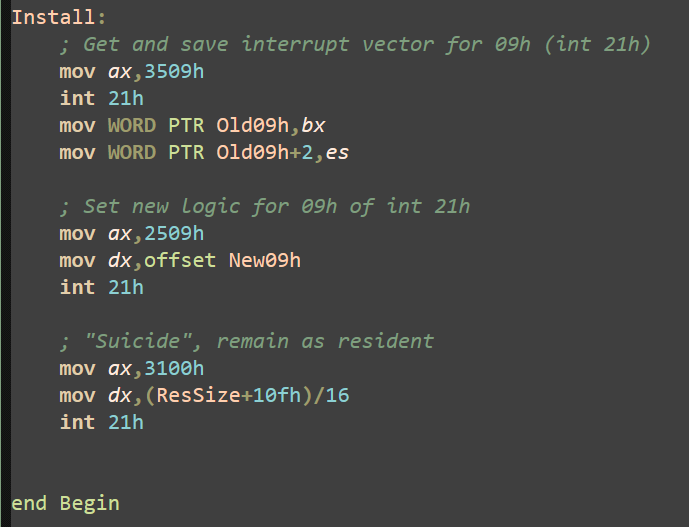 Install:
; Get and save interrupt vector for 09h (int 21h)
mov ax,3509h
int 21h
mov WORD PTR Old09h,bx
mov WORD PTR Old09h+2,es
; Set new logic for 09h of int 21h
mov ax,2509h
mov dx,offset New09h
int 21h
; "Suicide", remain as resident
mov ax,3100h
mov dx,(ResSize+10fh)/16
int 21h
end Begin